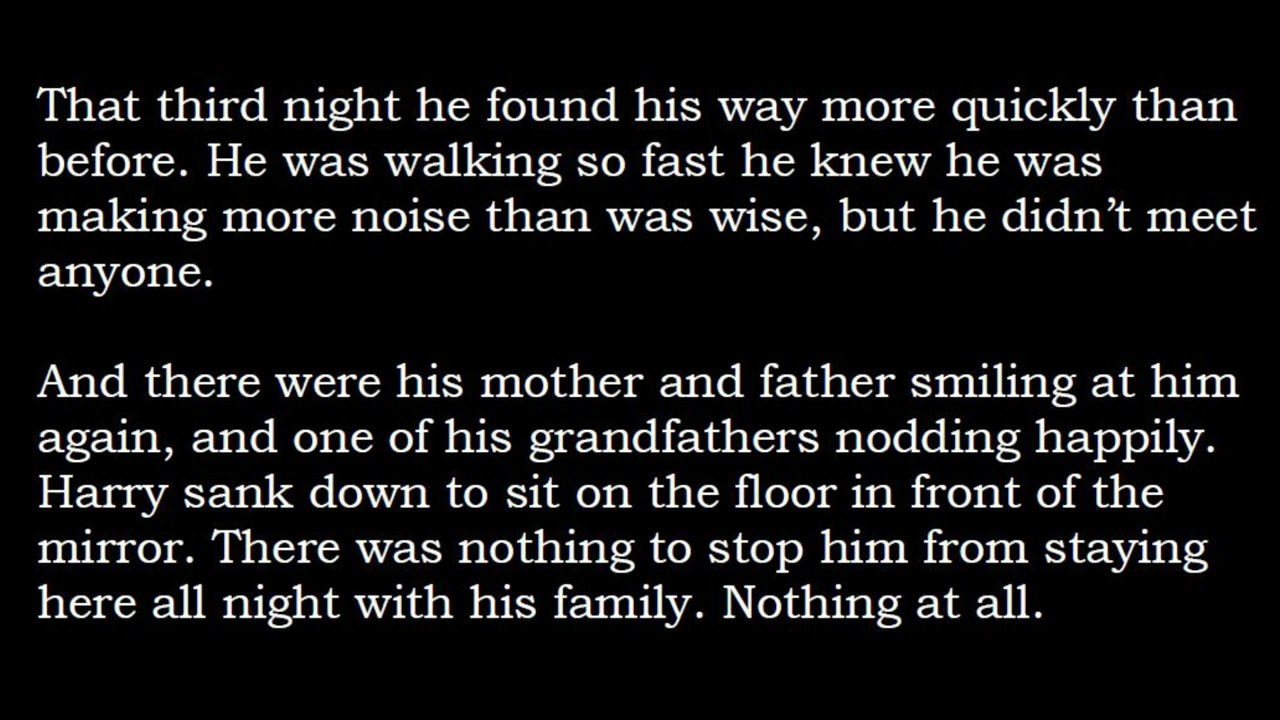 That third night he found his way more quickly than
before. He was walking so fast he knew he was
making more noise than was wise, but he didn’t meet
anyone.
And there were his mother and father smiling at him
again, and one of his grandfathers nodding happily.
Harry sank down to sit on the floor in front of the
mirror. There was nothing to stop him from staying
here all night with his family. Nothing at all.